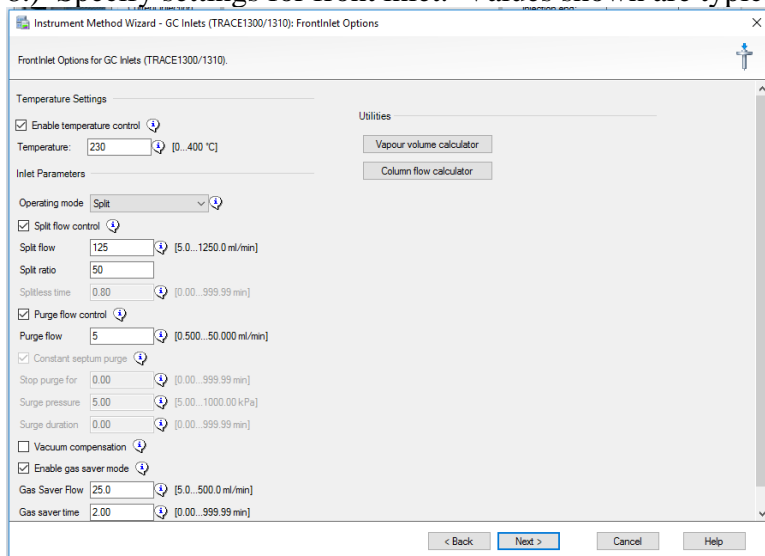 Instrument Method Wizard - GC Inlets (TRACE1300/1310): FrontInlet Options
FrontInlet Options for GC Inlets (TRACE1300/1310).
Temperature Settings
Enable temperature control
Temperature: 230 [0...400 °C]
Inlet Parameters
Operating mode Split
Split flow control
Split flow 125 [5.0...1250.0 ml/min]
Split ratio 50
Splitless time 0.80 [0.00...999.99 min]
Purge flow control
Purge flow 5 [0.500...50.000 ml/min]
Constant septum purge
Stop purge for 0.00 [0.00...999.99 min]
Surge pressure 5.00 [5.00...1000.00 kPa]
Surge duration 0.00 [0.00...999.99 min]
Vacuum compensation
Enable gas saver mode
Gas Saver Flow 25.0 [5.0...500.0 ml/min]
Gas saver time 2.00 [0.00...999.99 min]
Utilities
Vapour volume calculator
Column flow calculator
< Back Next > Cancel Help